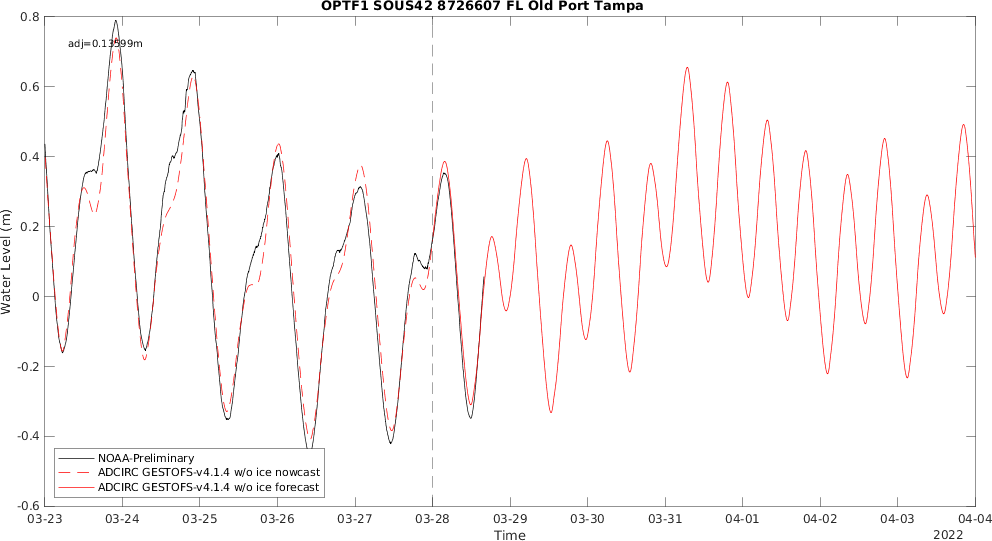 OPTF1 SOUS42 8726607 FL Old Port Tampa
adj=0.13599m
Water Level (m)
0.8
0.6
0.4
0.2
0
-0.2
-0.4
-0.6
NOAA-Preliminary
ADCIRC GESTOFS-v4.1.4 w/o ice nowcast
ADCIRC GESTOFS-v4.1.4 w/o ice forecast
03-23 03-24 03-25 03-26 03-27 03-28 03-29 03-30 03-31 04-01 04-02 04-03 04-04
Time
2022